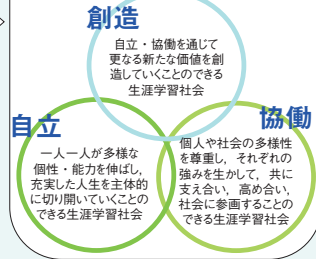 創造
自立・協働を通じて
更なる新たな価値を創
造していくことのできる
生涯学習社会
自立
一人一人が多様な
個性・能力を伸ばし，
充実した人生を主体的
に切り開いていくことの
できる生涯学習社会
協働
個人や社会の多様性
を尊重し，それぞれの
強みを生かして，共に
支え合い，高め合い，
社会に参画することの
できる生涯学習社会